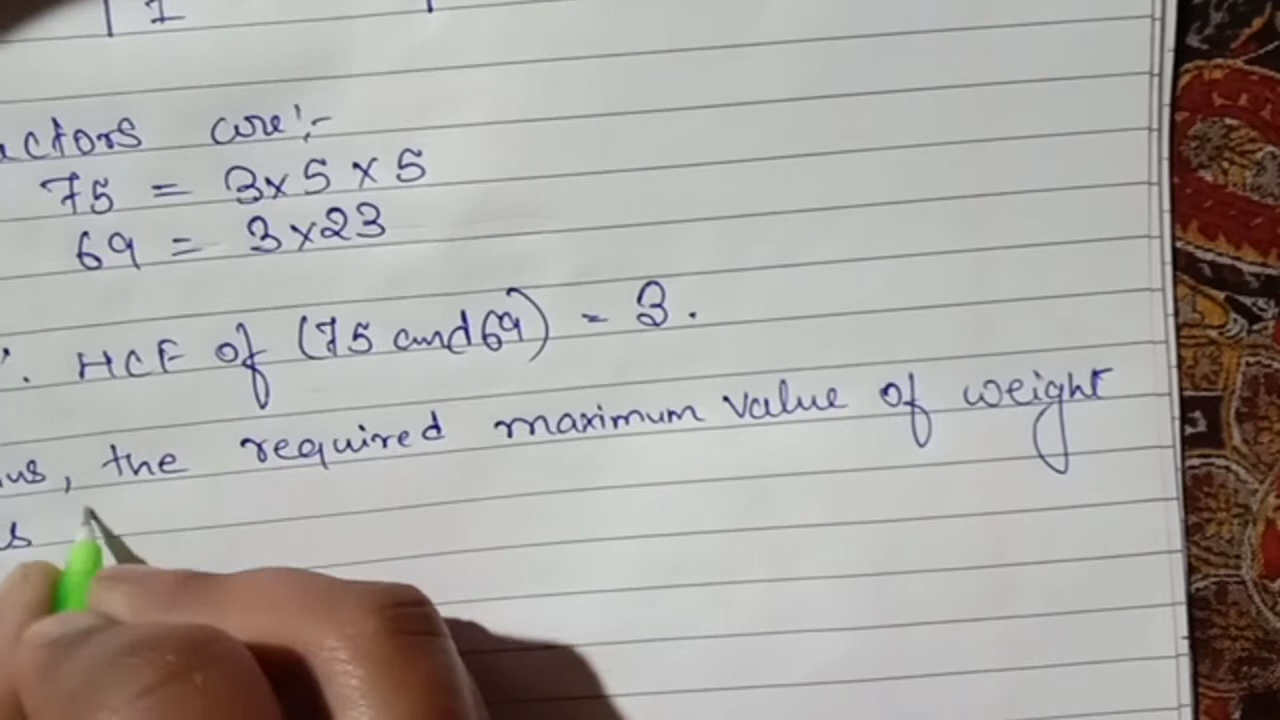 1
actors are:-
75 = 3×5×5
69 = 3×23
∴ HCF of (75 and 69) = 3.
us, the required maximum value of weight
s